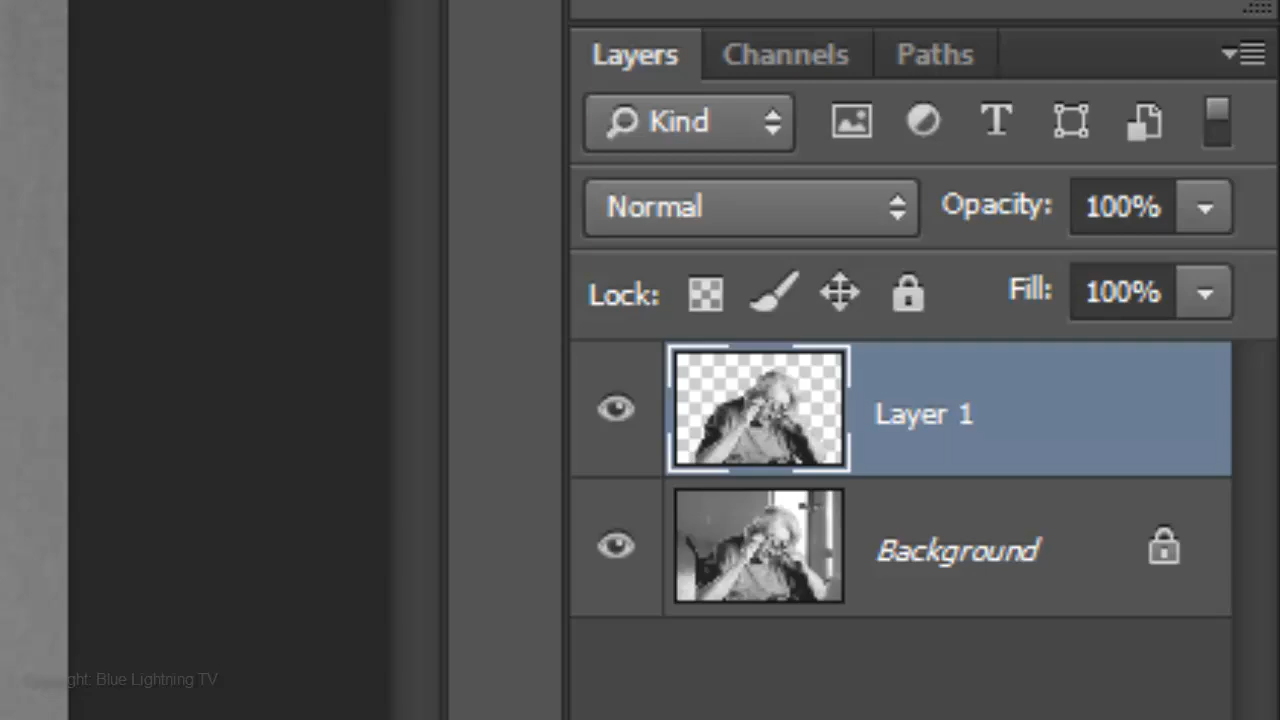 Layers Channels Paths
Kind
Normal Opacity: 100%
Lock: Fill: 100%
Layer 1
Background
Copyright: Blue Lightning TV